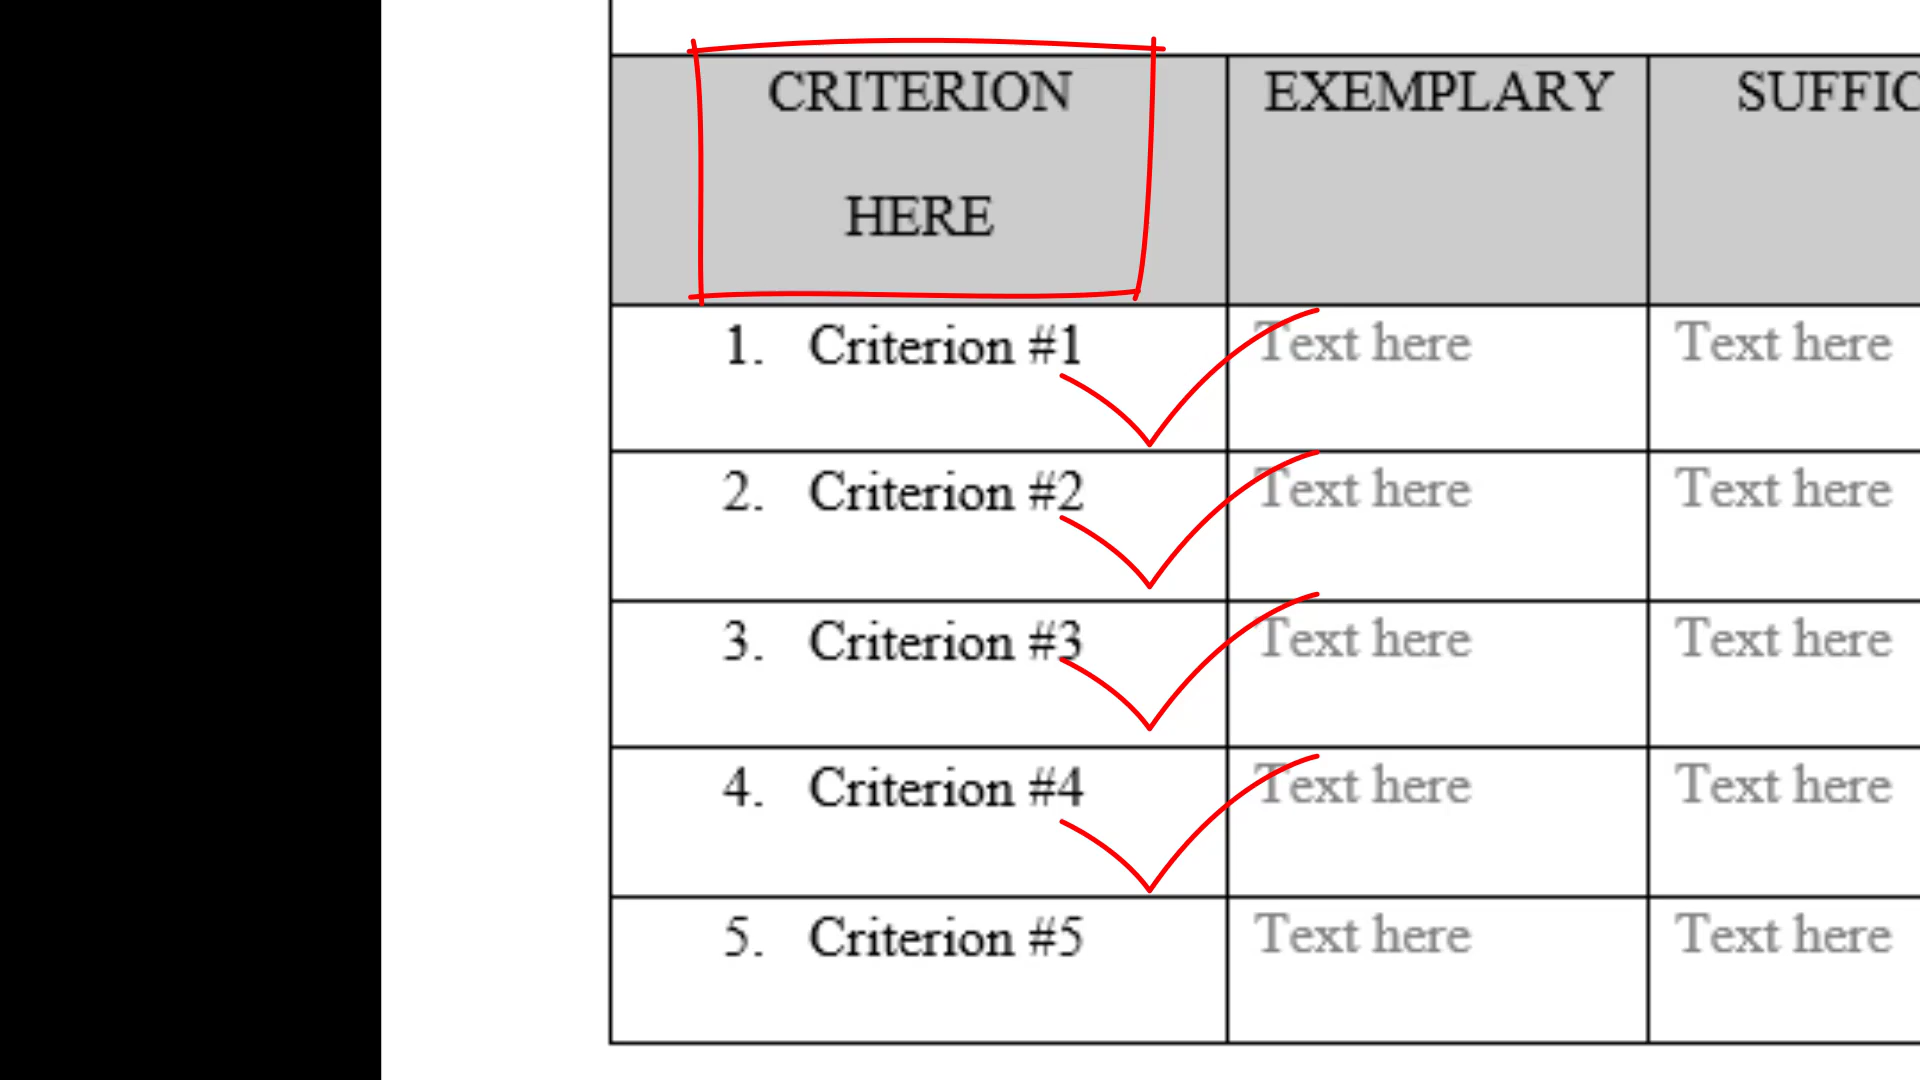 CRITERION
HERE
EXEMPLARY
SUFFIC
1. Criterion #1
Text here
Text here
2. Criterion #2
Text here
Text here
3. Criterion #3
Text here
Text here
4. Criterion #4
Text here
Text here
5. Criterion #5
Text here
Text here